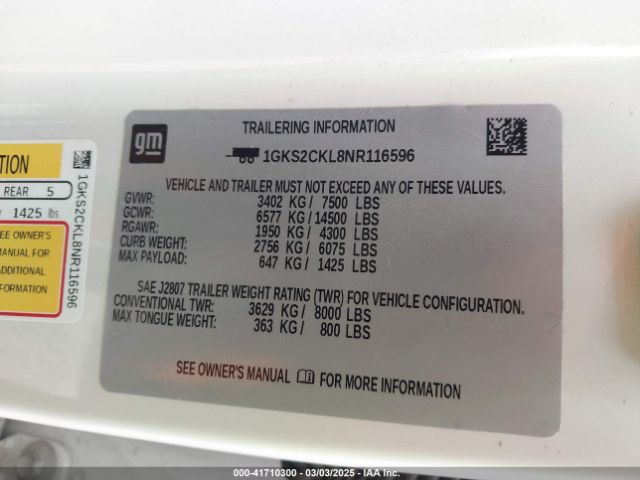 TION
REAR 5
1425 lbs
SEE OWNER'S
MANUAL FOR
ADDITIONAL
INFORMATION
1GKS2CKL8NR116596
gm
TRAILERING INFORMATION
1GKS2CKL8NR116596
VEHICLE AND TRAILER MUST NOT EXCEED ANY OF THESE VALUES.
GVWR: 3402 KG / 7500 LBS
GCWR: 6577 KG / 14500 LBS
RGAWR: 1950 KG / 4300 LBS
CURB WEIGHT: 2756 KG / 6075 LBS
MAX PAYLOAD: 647 KG / 1425 LBS
SAE J2807 TRAILER WEIGHT RATING (TWR) FOR VEHICLE CONFIGURATION.
CONVENTIONAL TWR: 3629 KG / 8000 LBS
MAX TONGUE WEIGHT: 363 KG / 800 LBS
SEE OWNER'S MANUAL FOR MORE INFORMATION
000-41710300 - 03/03/2025 - IAA Inc.